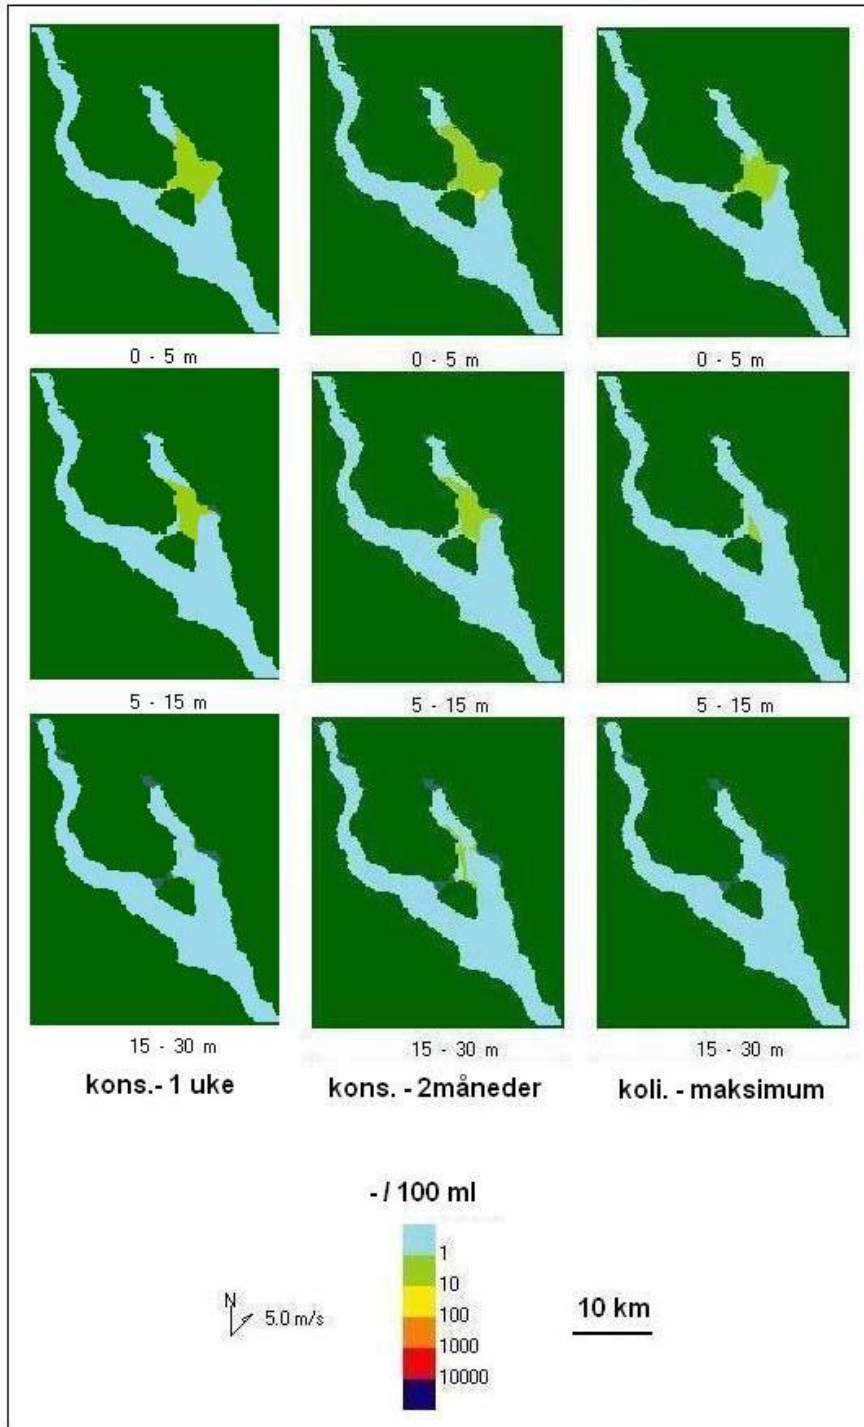 0 - 5 m
0 - 5 m
0 - 5 m
5 - 15 m
5 - 15 m
5 - 15 m
15 - 30 m
15 - 30 m
15 - 30 m
kons.- 1 uke
kons. - 2måneder
koli. - maksimum
- / 100 ml
1
10
100
1000
10000
N
5.0 m/s
10 km